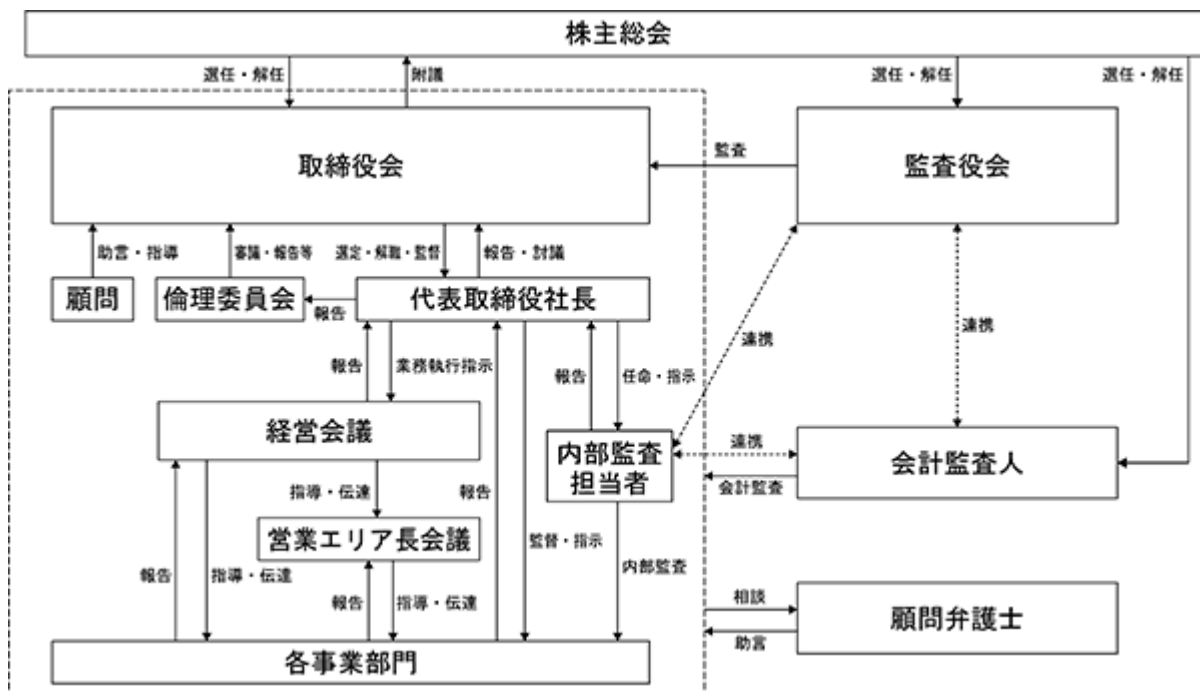 株主総会
選任・解任
附議
選任・解任
選任・解任
取締役会
監査
監査役会
助言・指導
審議・報告等
選定・解職・監督
報告・討議
顧問
倫理委員会
報告
代表取締役社長
連携
連携
報告
業務執行指示
報告
任命・指示
経営会議
内部監査
担当者
連携
会計監査
会計監査人
指導・伝達
報告
営業エリア長会議
監督・指示
内部監査
報告
指導・伝達
報告
指導・伝達
相談
助言
顧問弁護士
各事業部門